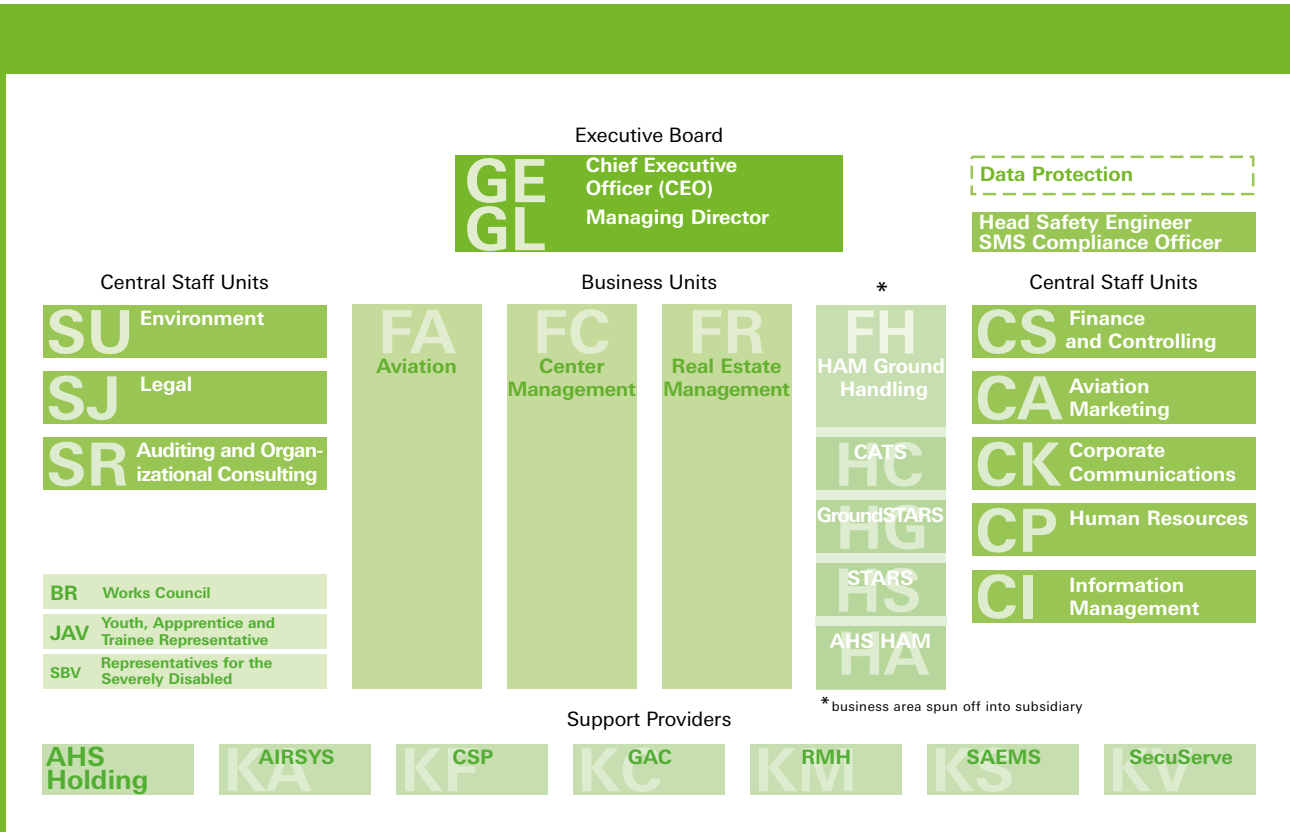 Executive Board
GE Chief Executive
Officer (CEO)
GL Managing Director
Data Protection
Head Safety Engineer
SMS Compliance Officer
Central Staff Units
SU Environment
SJ Legal
SR Auditing and Organ-
izational Consulting
BR Works Council
JAV Youth, Appprentice and
Trainee Representative
SBV Representatives for the
Severely Disabled
Business Units
FA
Aviation
FC
Center
Management
FR
Real Estate
Management
*
FH
HAM Ground
Handling
HC
CATS
HG
GroundSTARS
HS
STARS
HA
AHS HAM
* business area spun off into subsidiary
Central Staff Units
CS Finance
and Controlling
CA Aviation
Marketing
CK Corporate
Communications
CP Human Resources
CI Information
Management
Support Providers
AHS
Holding
KA AIRSYS
KF CSP
KC GAC
KM RMH
KS SAEMS
KV SecuServe